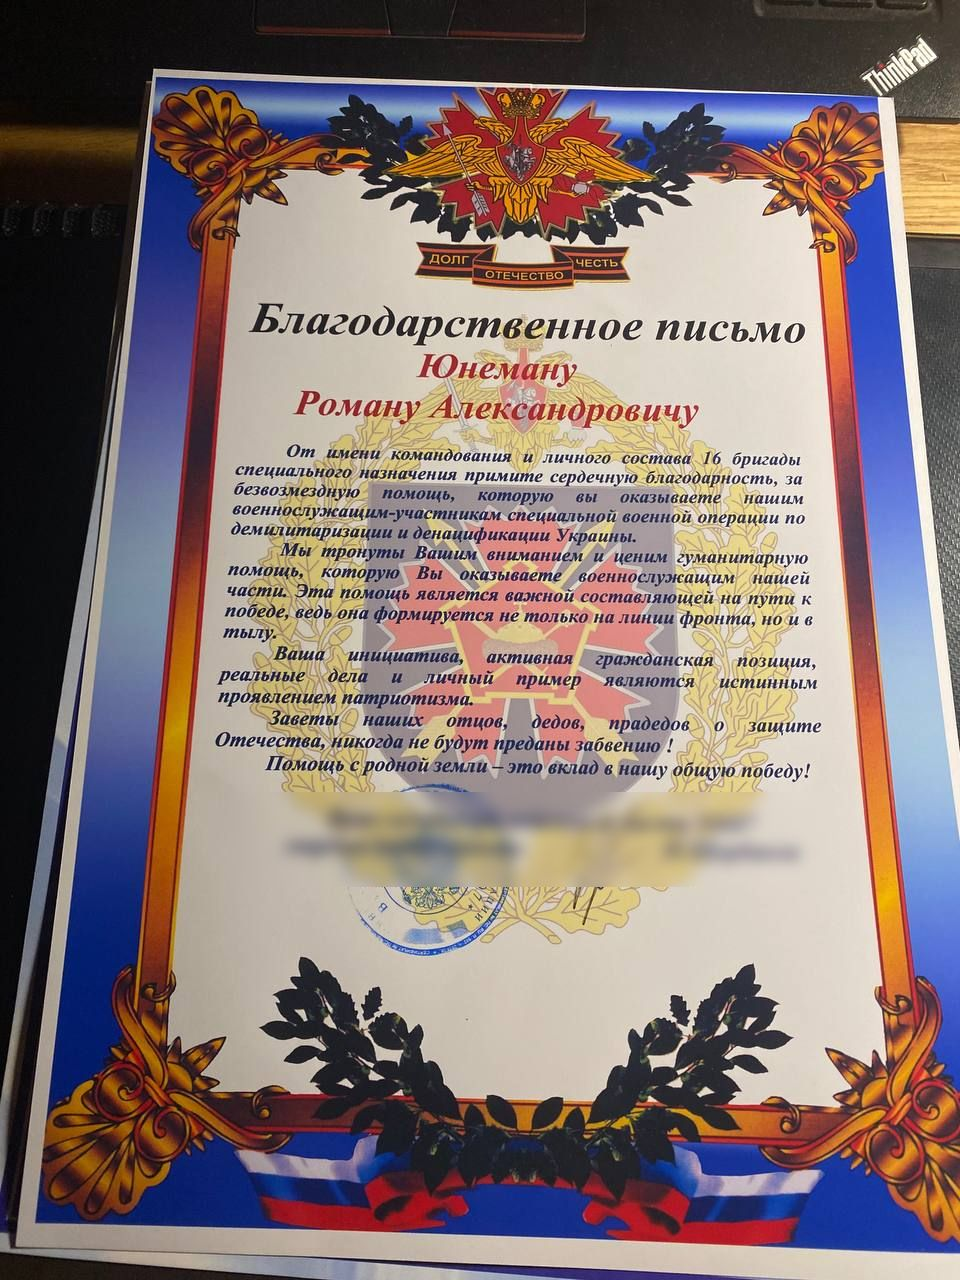 ThinkPad
ДОЛГ ОТЕЧЕСТВО ЧЕСТЬ
Благодарственное письмо
Юнеману
Роману Александровичу
От имени командования и личного состава 16 бригады
специального назначения примите сердечную благодарность, за
безвозмездную помощь, которую вы оказываете нашим
военнослужащим-участникам специальной военной операции по
демилитаризации и денацификации Украины.
Мы тронуты Вашим вниманием и ценим гуманитарную
помощь, которую Вы оказываете военнослужащим нашей
части. Эта помощь является важной составляющей на пути к
победе, ведь она формируется не только на линии фронта, но и в
тылу.
Ваша инициатива, активная гражданская позиция,
реальные дела и личный пример являются истинным
проявлением патриотизма.
Заветы наших отцов, дедов, прадедов о защите
Отечества, никогда не будут преданы забвению !
Помощь с родной земли – это вклад в нашу общую победу!